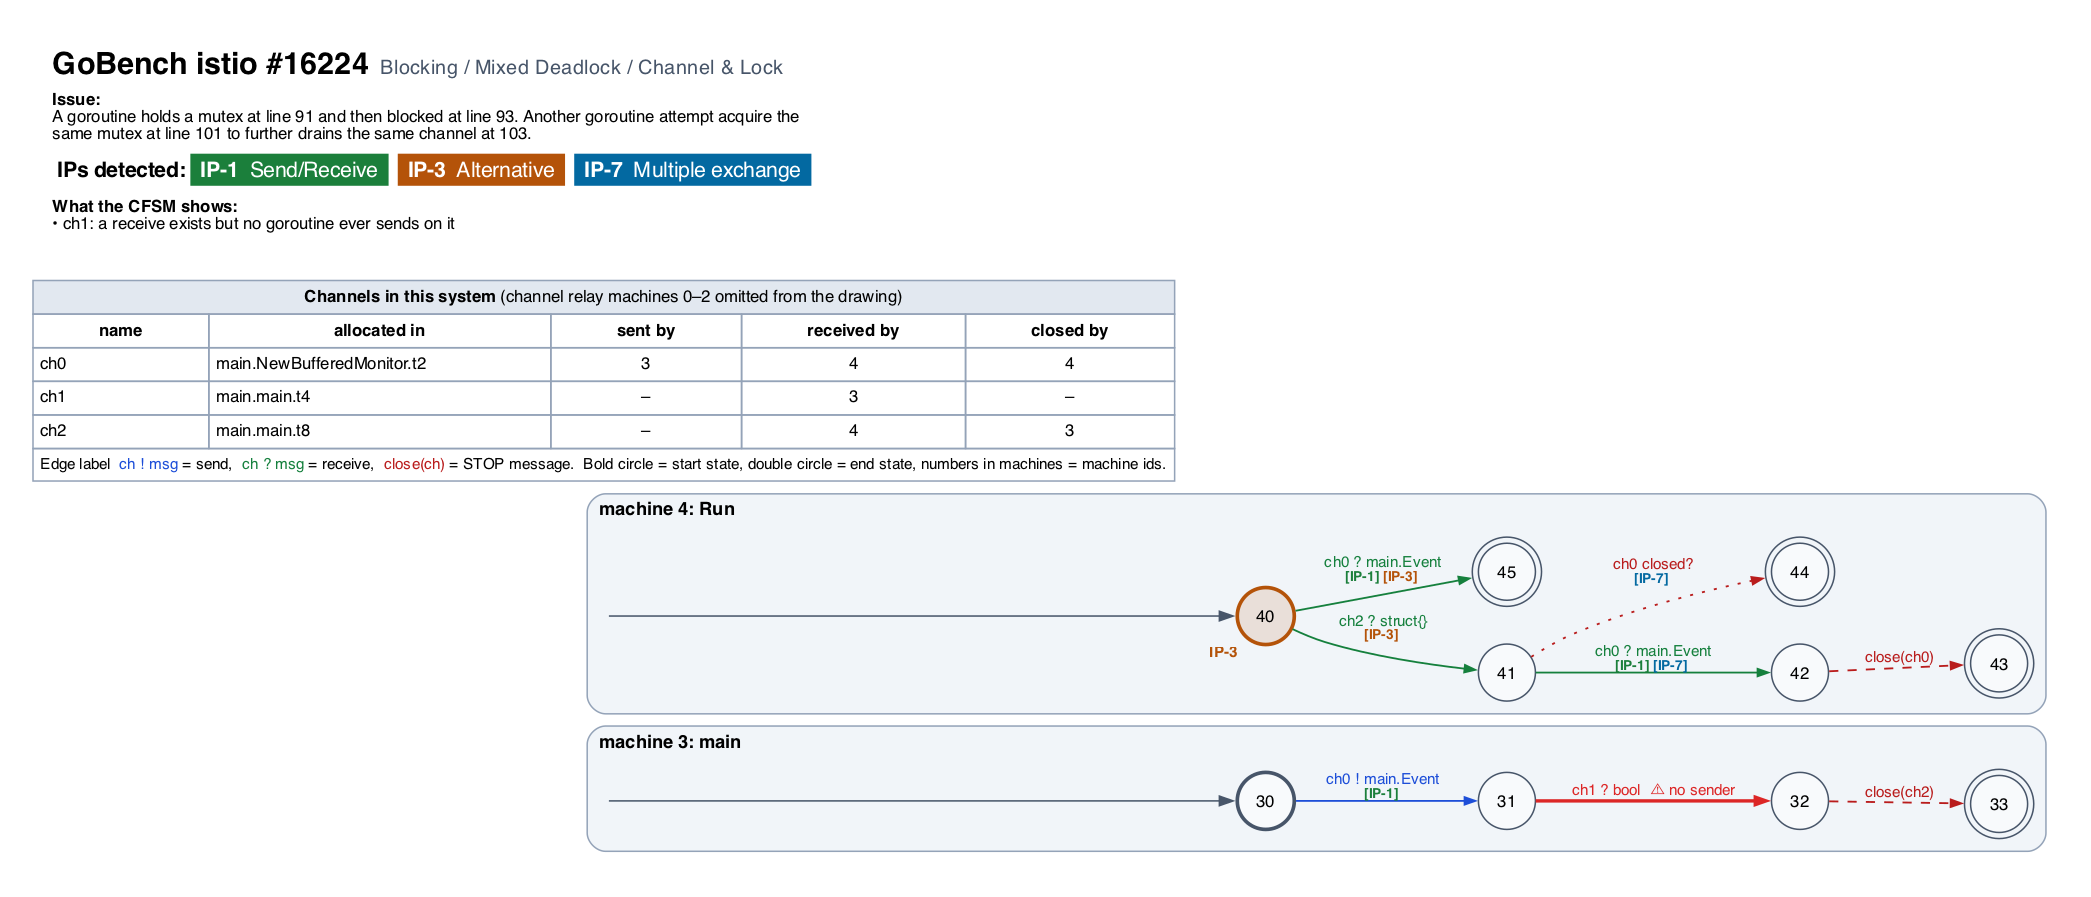 GoBench istio #16224 Blocking / Mixed Deadlock / Channel & Lock
Issue:
A goroutine holds a mutex at line 91 and then blocked at line 93. Another goroutine attempt acquire the
same mutex at line 101 to further drains the same channel at 103.
IPs detected: IP-1 Send/Receive IP-3 Alternative IP-7 Multiple exchange
What the CFSM shows:
• ch1: a receive exists but no goroutine ever sends on it
Channels in this system (channel relay machines 0–2 omitted from the drawing)
name allocated in sent by received by closed by
ch0 main.NewBufferedMonitor.t2 3 4 4
ch1 main.main.t4 – 3 –
ch2 main.main.t8 – 4 3
Edge label ch ! msg = send, ch ? msg = receive, close(ch) = STOP message. Bold circle = start state, double circle = end state, numbers in machines = machine ids.
machine 4: Run
ch0 ? main.Event
[IP-1] [IP-3]
45
ch0 closed?
[IP-7]
44
40
IP-3
ch2 ? struct{}
[IP-3]
41
ch0 ? main.Event
[IP-1] [IP-7]
42
close(ch0)
43
machine 3: main
30
ch0 ! main.Event
[IP-1]
31
ch1 ? bool ⚠ no sender
32
close(ch2)
33